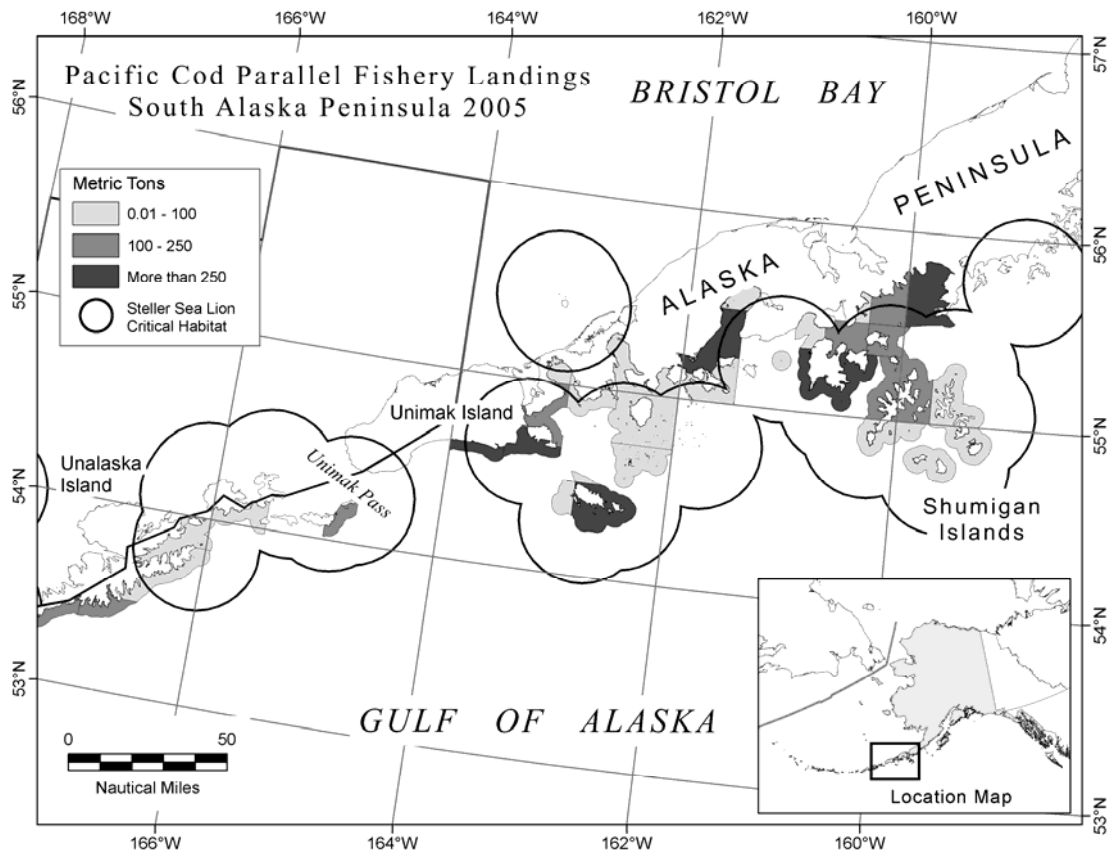 168°W
166°W
164°W
162°W
160°W
Pacific Cod Parallel Fishery Landings
South Alaska Peninsula 2005
BRISTOL BAY
57°N
56°N
PENINSULA
Metric Tons
0.01 - 100
100 - 250
More than 250
Steller Sea Lion
Critical Habitat
ALASKA
56°N
55°N
Unimak Island
55°N
Unalaska
Island
Unimak Pass
54°N
Shumigan
Islands
54°N
53°N
GULF OF ALASKA
0
50
Nautical Miles
Location Map
53°N
166°W
164°W
162°W
160°W